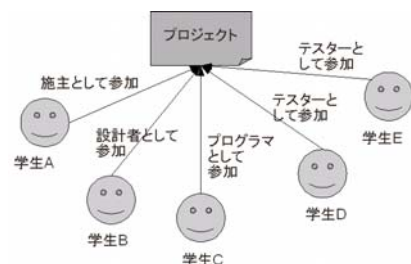 プロジェクト
施主として参加
設計者として
参加
プログラマ
として
参加
テスターと
して参加
テスターと
して参加
学生A
学生B
学生C
学生D
学生E